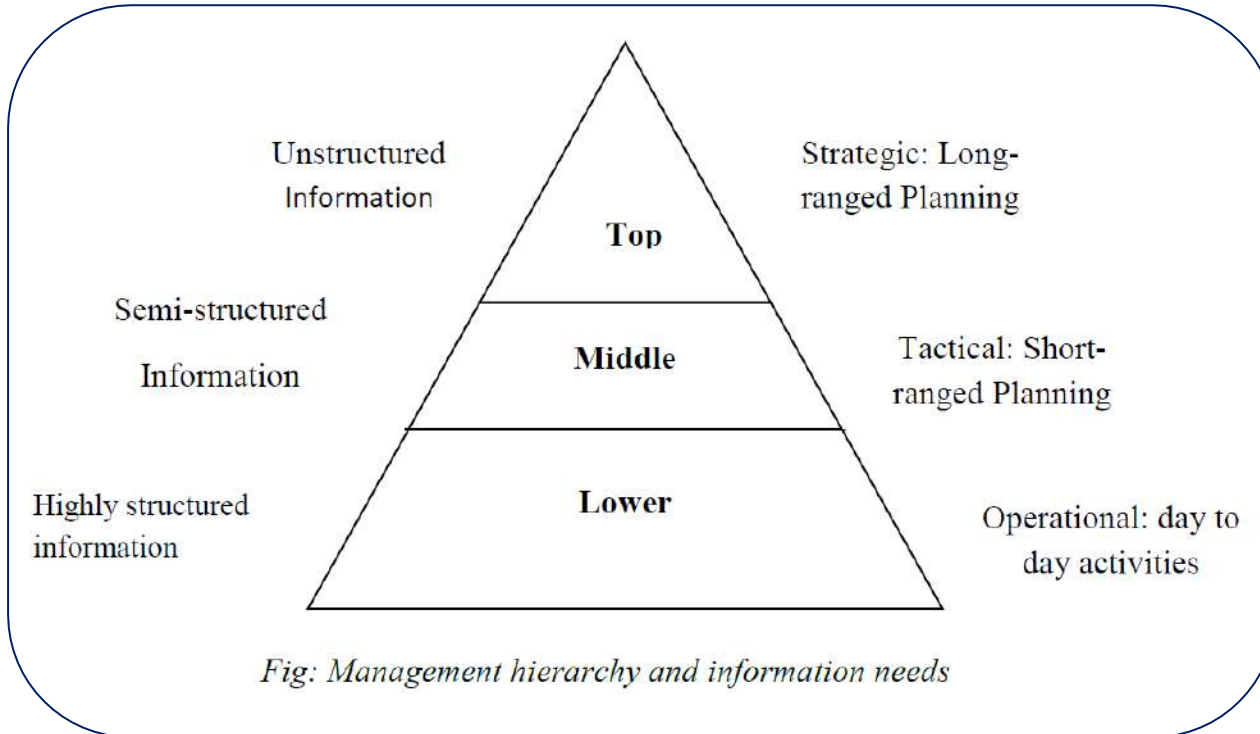 Unstructured
Information
Strategic: Long-
ranged Planning
Top
Semi-structured
Information
Middle
Tactical: Short-
ranged Planning
Highly structured
information
Lower
Operational: day to
day activities
Fig: Management hierarchy and information needs